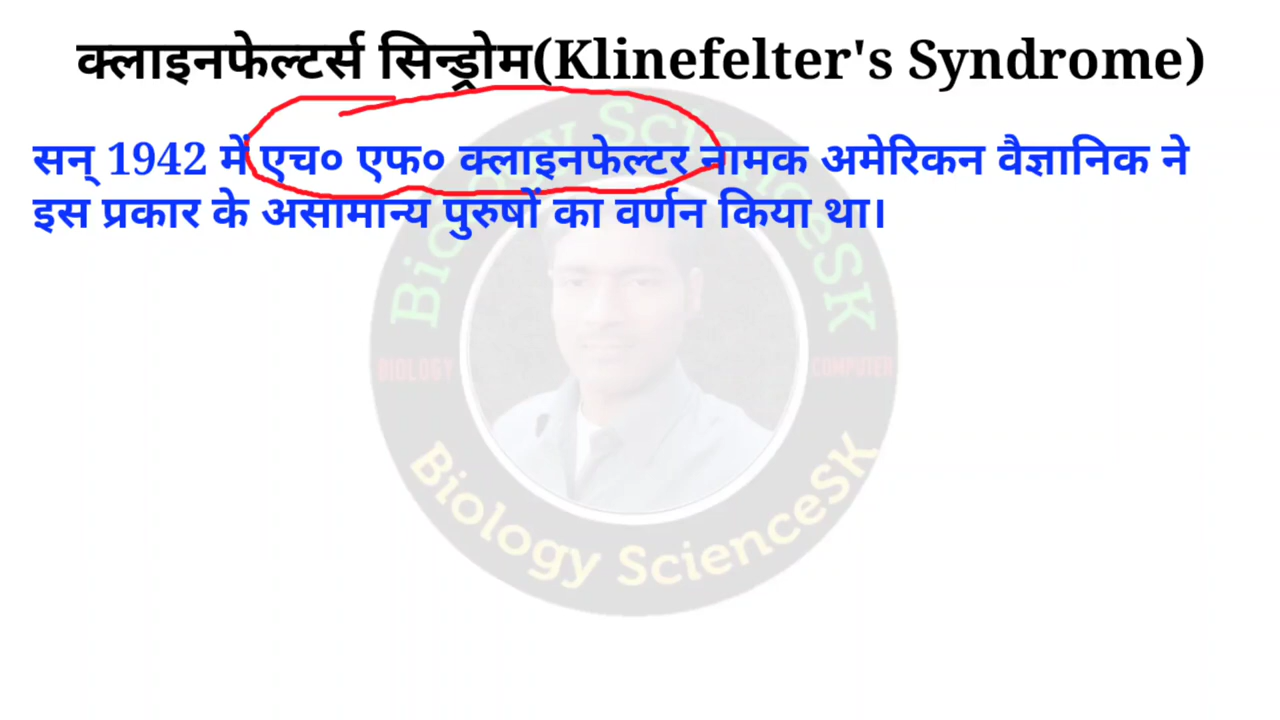 क्लाइनफेल्टर्स सिन्ड्रोम(Klinefelter's Syndrome)
सन् 1942 में एच० एफ० क्लाइनफेल्टर नामक अमेरिकन वैज्ञानिक ने
इस प्रकार के असामान्य पुरुषों का वर्णन किया था।
Biology ScienceSK
BIOLOGY
COMPUTER
Biology ScienceSK